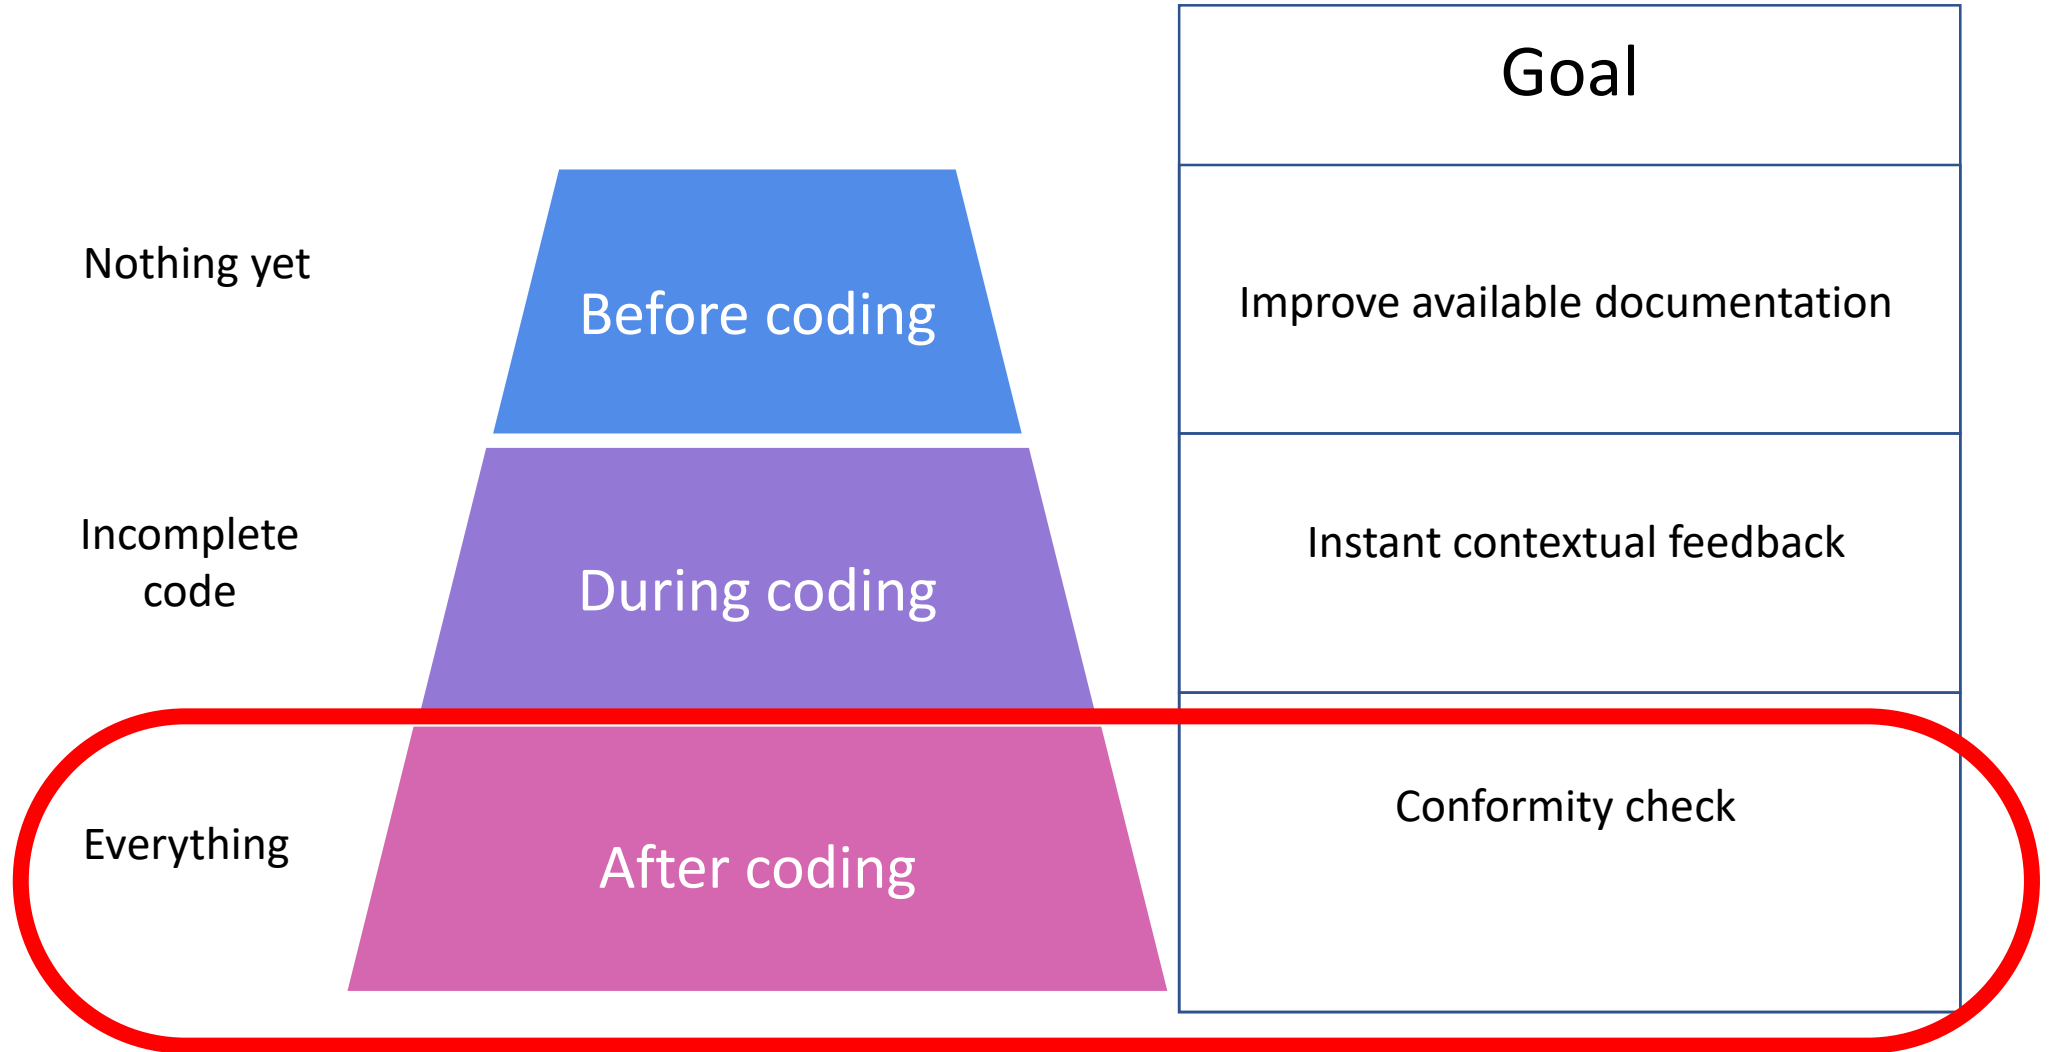 Goal
Nothing yet
Before coding
Improve available documentation
Incomplete
code
During coding
Instant contextual feedback
Everything
After coding
Conformity check